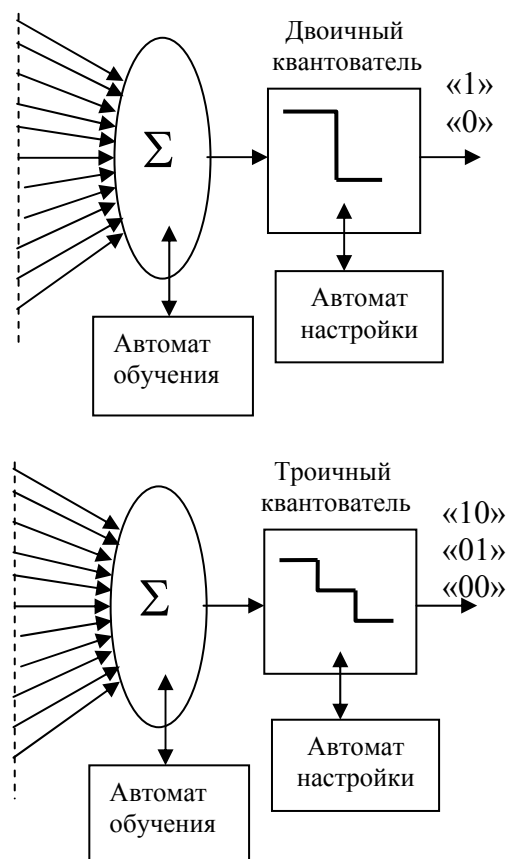 Двоичный
квантователь
«1»
«0»
Σ
Автомат
настройки
Автомат
обучения
Троичный
квантователь
«10»
«01»
«00»
Σ
Автомат
настройки
Автомат
обучения